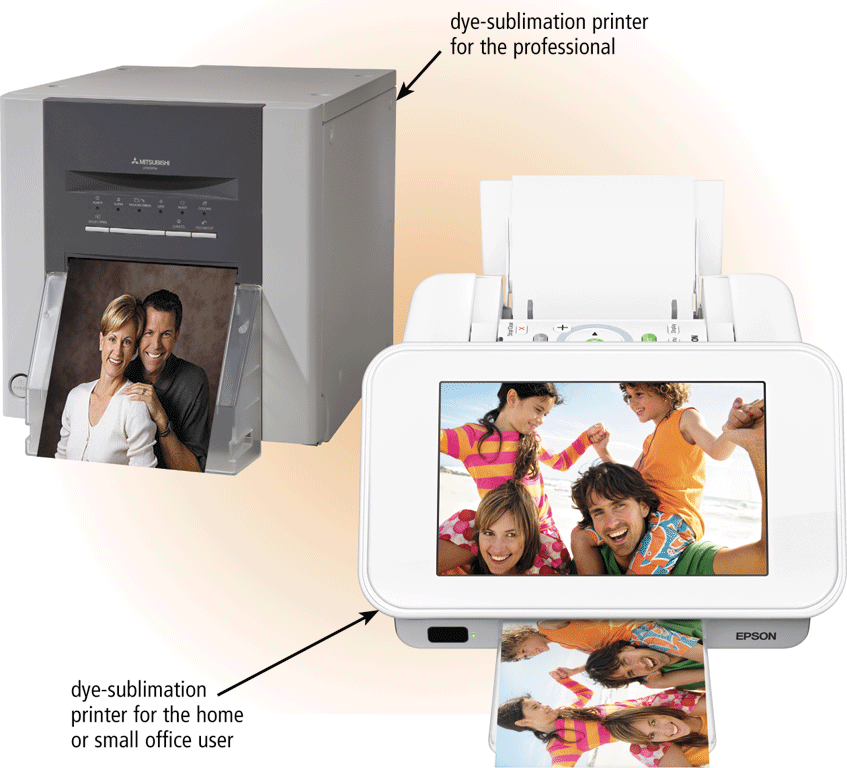 dye-sublimation printer
for the professional
MITSUBISHI
EPSON
dye-sublimation
printer for the home
or small office user